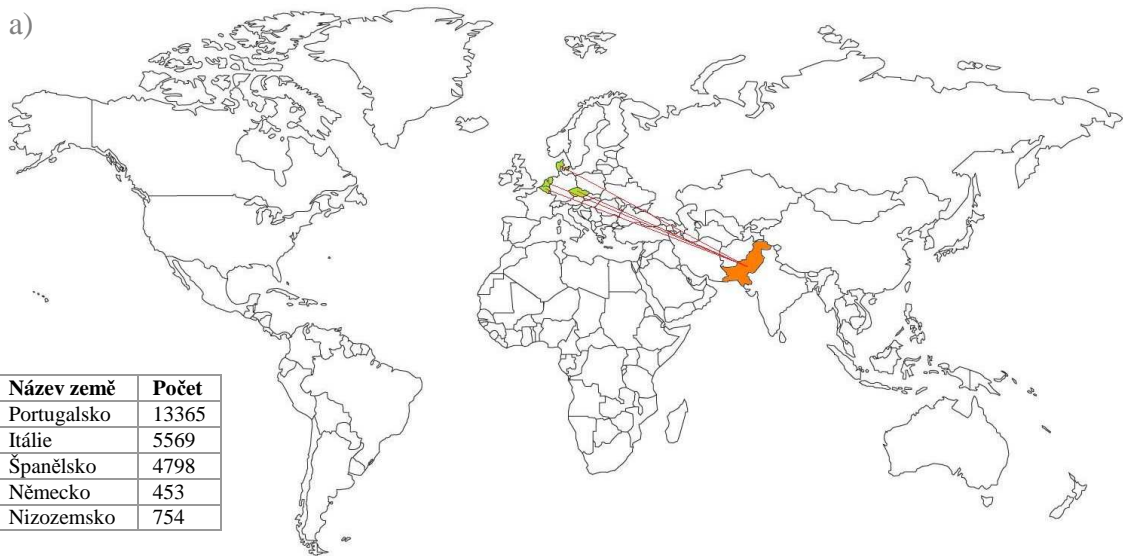 a)
Název země Počet
Portugalsko 13365
Itálie 5569
Španělsko 4798
Německo 453
Nizozemsko 754